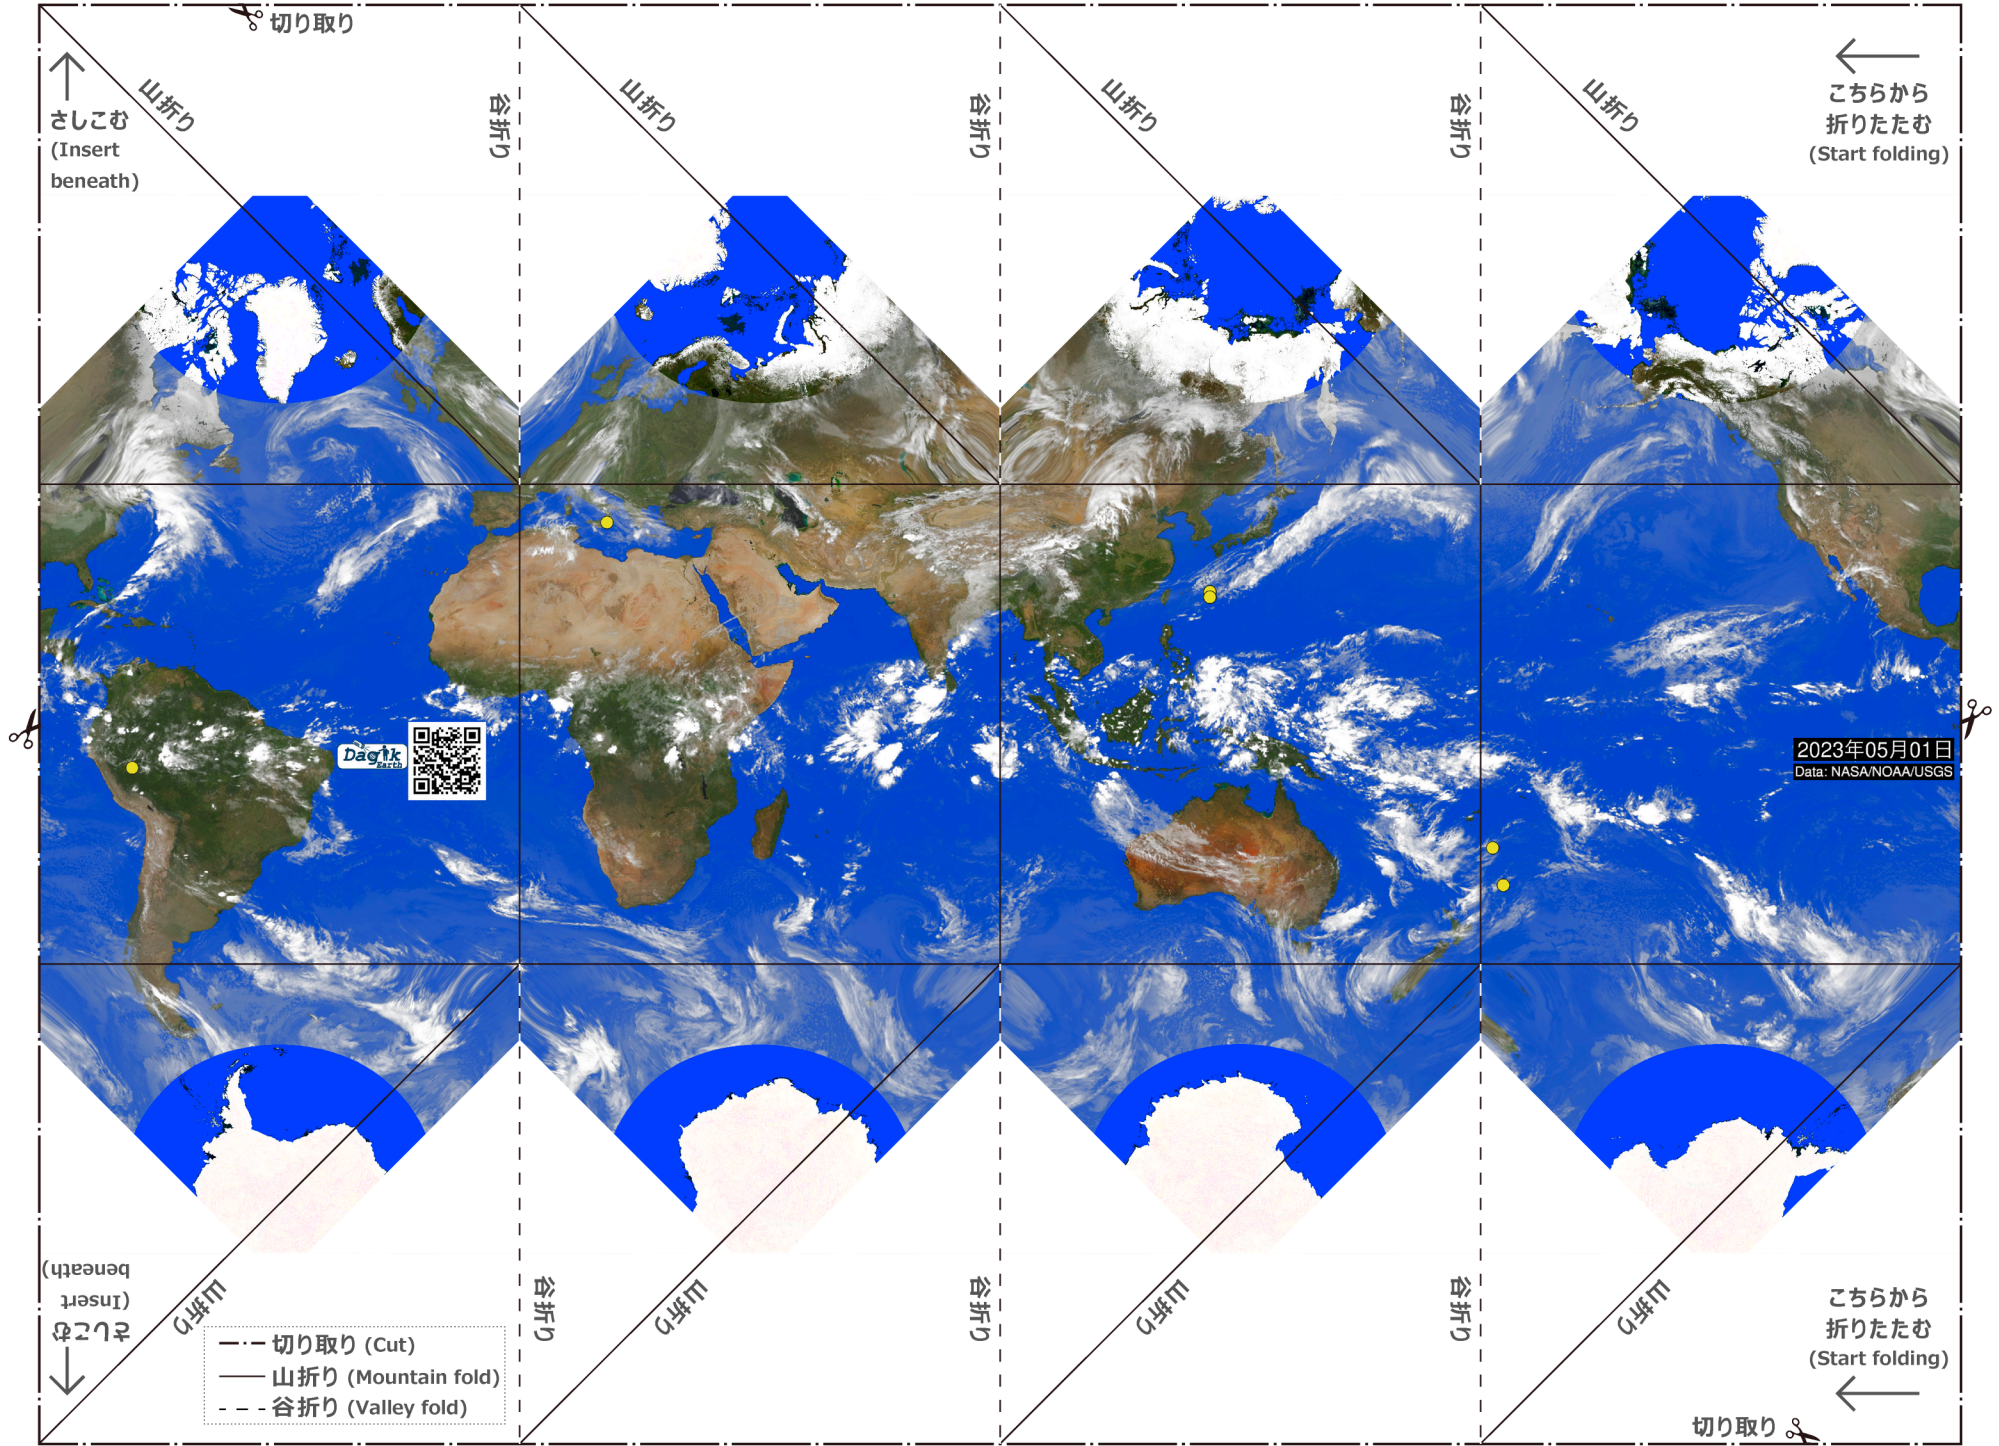 切り取り
さしこむ
(Insert
beneath)
山折り
谷折り
山折り
谷折り
山折り
谷折り
山折り
こちらから
折りたたむ
(Start folding)
Dagik
Earth
2023年05月01日
Data: NASA/NOAA/USGS
さしこむ
(Insert
beneath)
山折り
谷折り
山折り
谷折り
山折り
谷折り
山折り
こちらから
折りたたむ
(Start folding)
切り取り (Cut)
山折り (Mountain fold)
谷折り (Valley fold)
切り取り